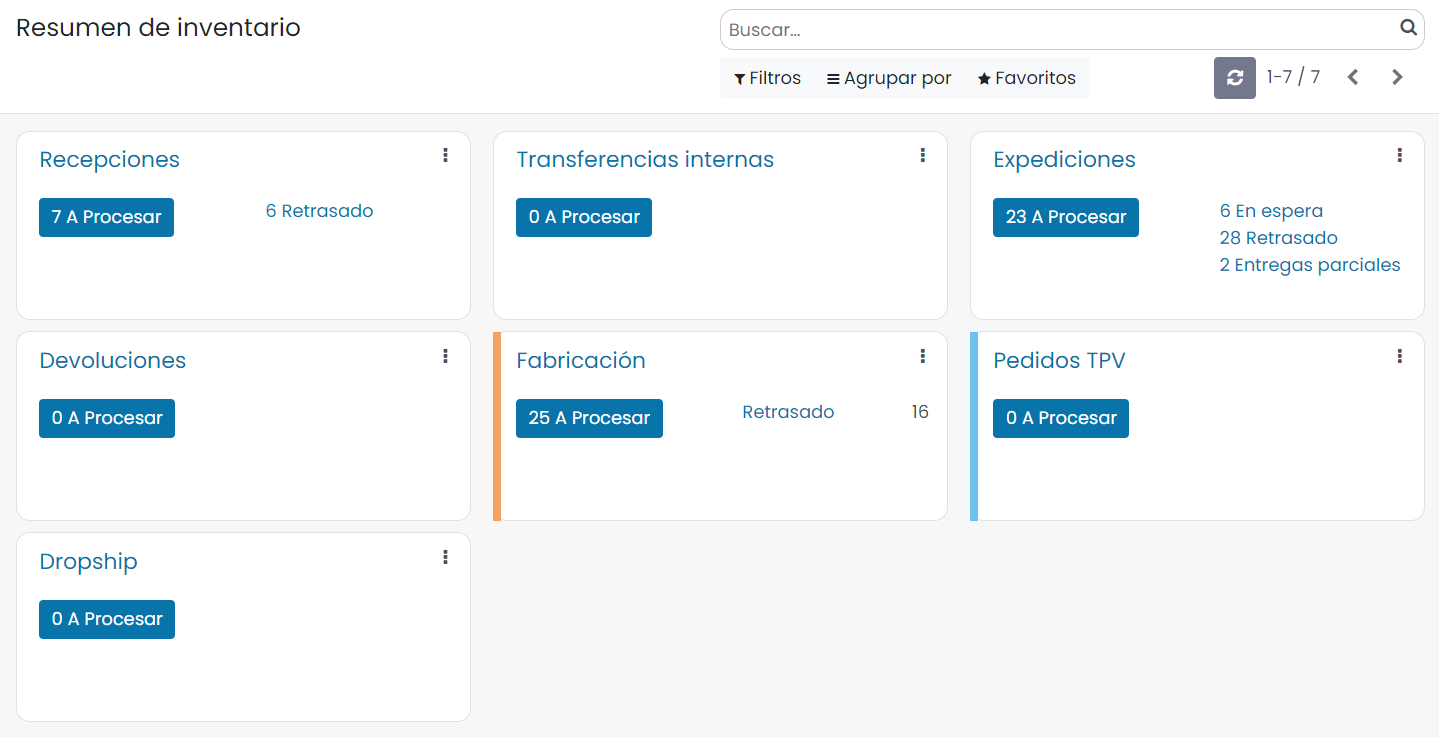 Resumen de inventario
Buscar...
Filtros
Agrupar por
Favoritos
1-7 / 7
Recepciones
7 A Procesar
6 Retrasado
Transferencias internas
0 A Procesar
Expediciones
23 A Procesar
6 En espera
28 Retrasado
2 Entregas parciales
Devoluciones
0 A Procesar
Fabricación
25 A Procesar
Retrasado 16
Pedidos TPV
0 A Procesar
Dropship
0 A Procesar